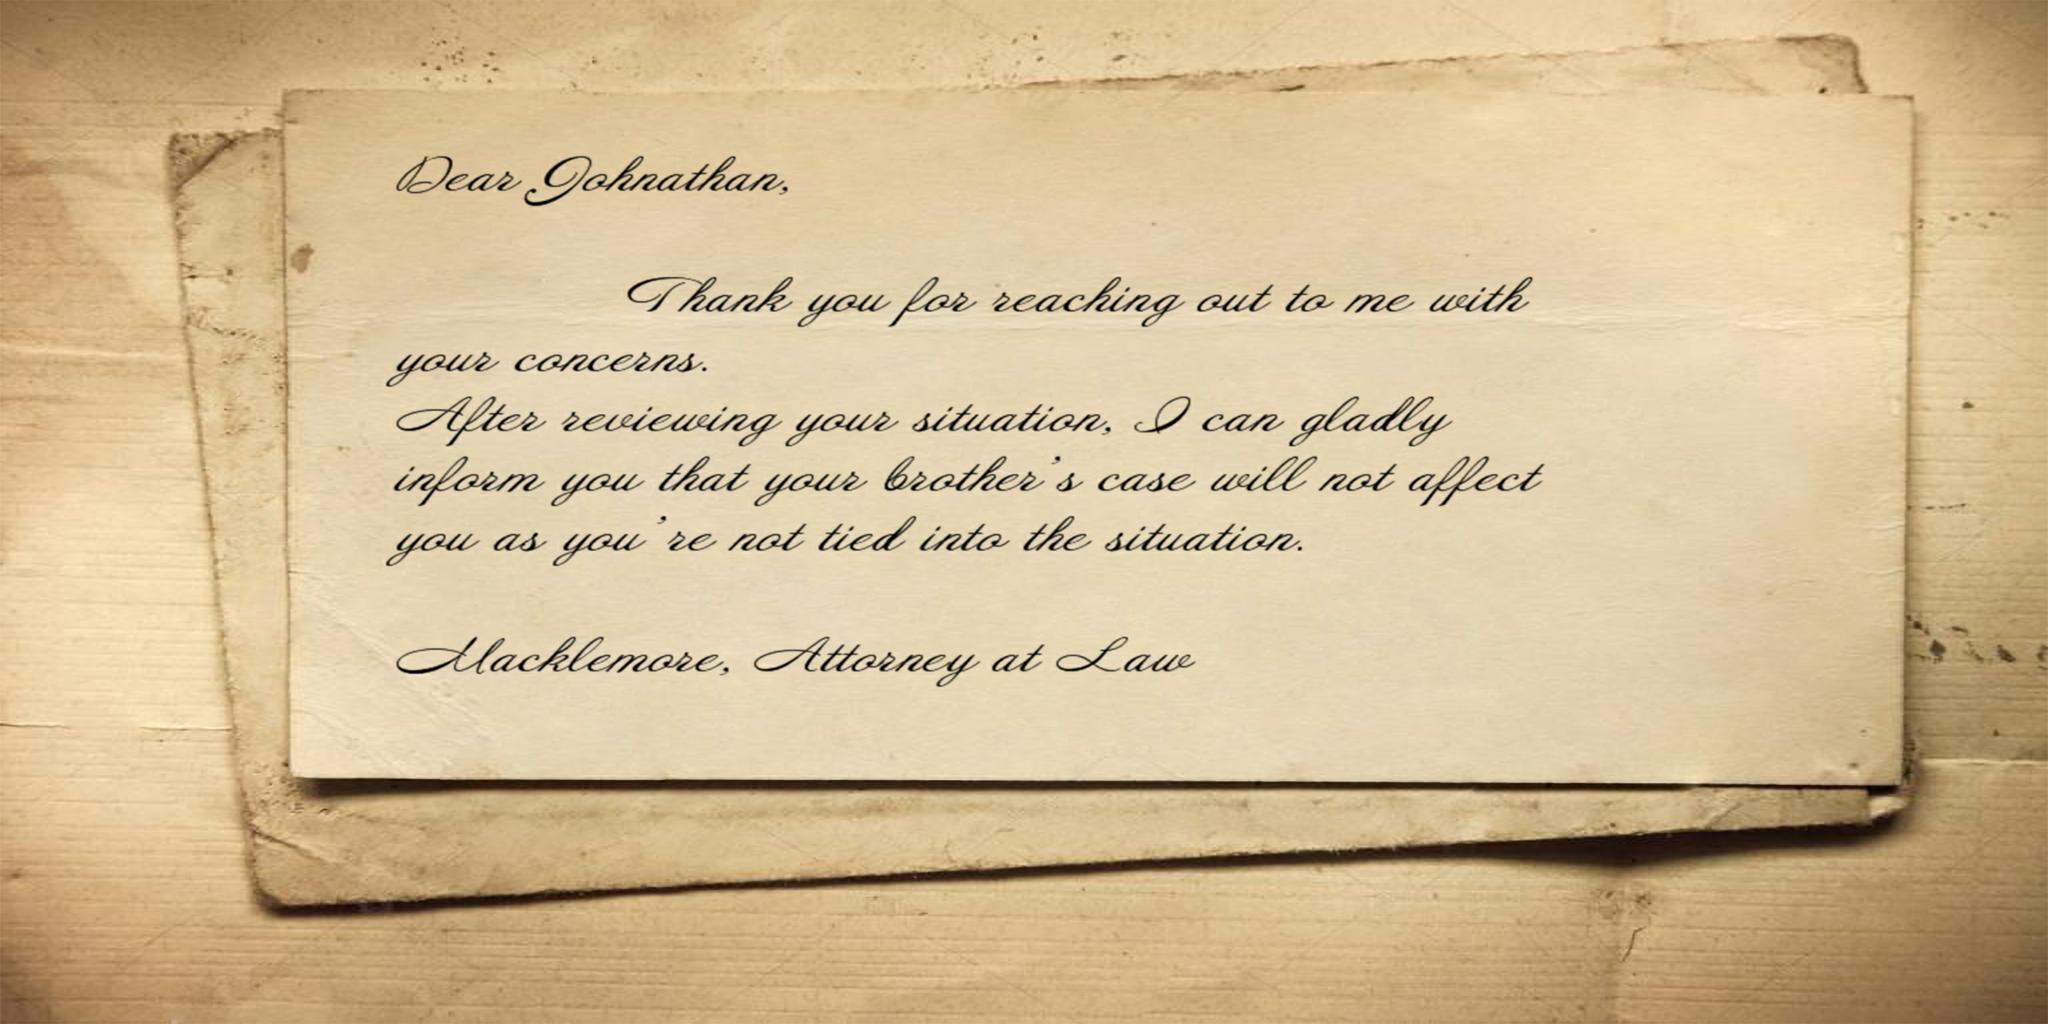 Dear Johnathan,
Thank you for reaching out to me with
your concerns.
After reviewing your situation, I can gladly
inform you that your brother's case will not affect
you as you're not tied into the situation.
Macklemore, Attorney at Law